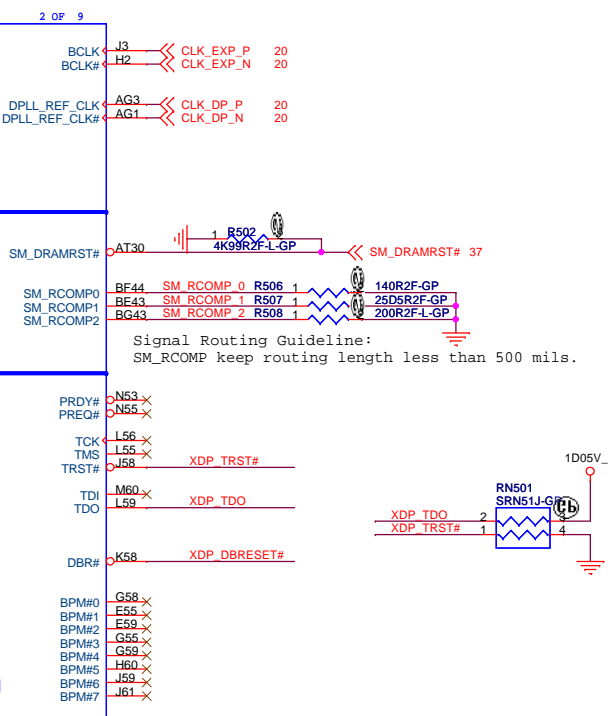 2 OF 9
BCLK J3 CLK_EXP_P 20
BCLK# H2 CLK_EXP_N 20
DPLL_REF_CLK AG3 CLK_DP_P 20
DPLL_REF_CLK# AG1 CLK_DP_N 20
1 R502
4K99R2F-L-GP
SM_DRAMRST# AT30 SM_DRAMRST# 37
SM_RCOMP0 BF44 SM_RCOMP_0 R506 1 140R2F-GP
SM_RCOMP1 BE43 SM_RCOMP_1 R507 1 25D5R2F-GP
SM_RCOMP2 BG43 SM_RCOMP_2 R508 1 200R2F-L-GP
Signal Routing Guideline:
SM_RCOMP keep routing length less than 500 mils.
PRDY# N53
PREQ# N55
TCK L56
TMS L55
TRST# J58 XDP_TRST#
TDI M60
TDO L59 XDP_TDO
1D05V_
RN501
SRN51J-GP
XDP_TDO 2 3
XDP_TRST# 1 4
DBR# K58 XDP_DBRESET#
BPM#0 G58
BPM#1 E55
BPM#2 E59
BPM#3 G55
BPM#4 G59
BPM#5 H60
BPM#6 J59
BPM#7 J61